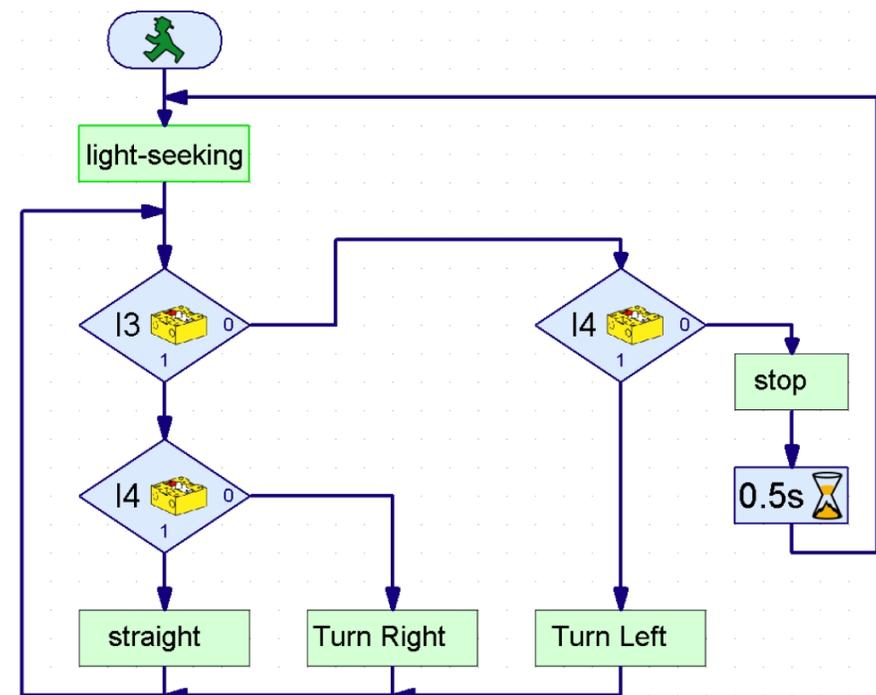 light-seeking
I3
0
1
I4
0
1
stop
I4
0
1
0.5s
straight
Turn Right
Turn Left